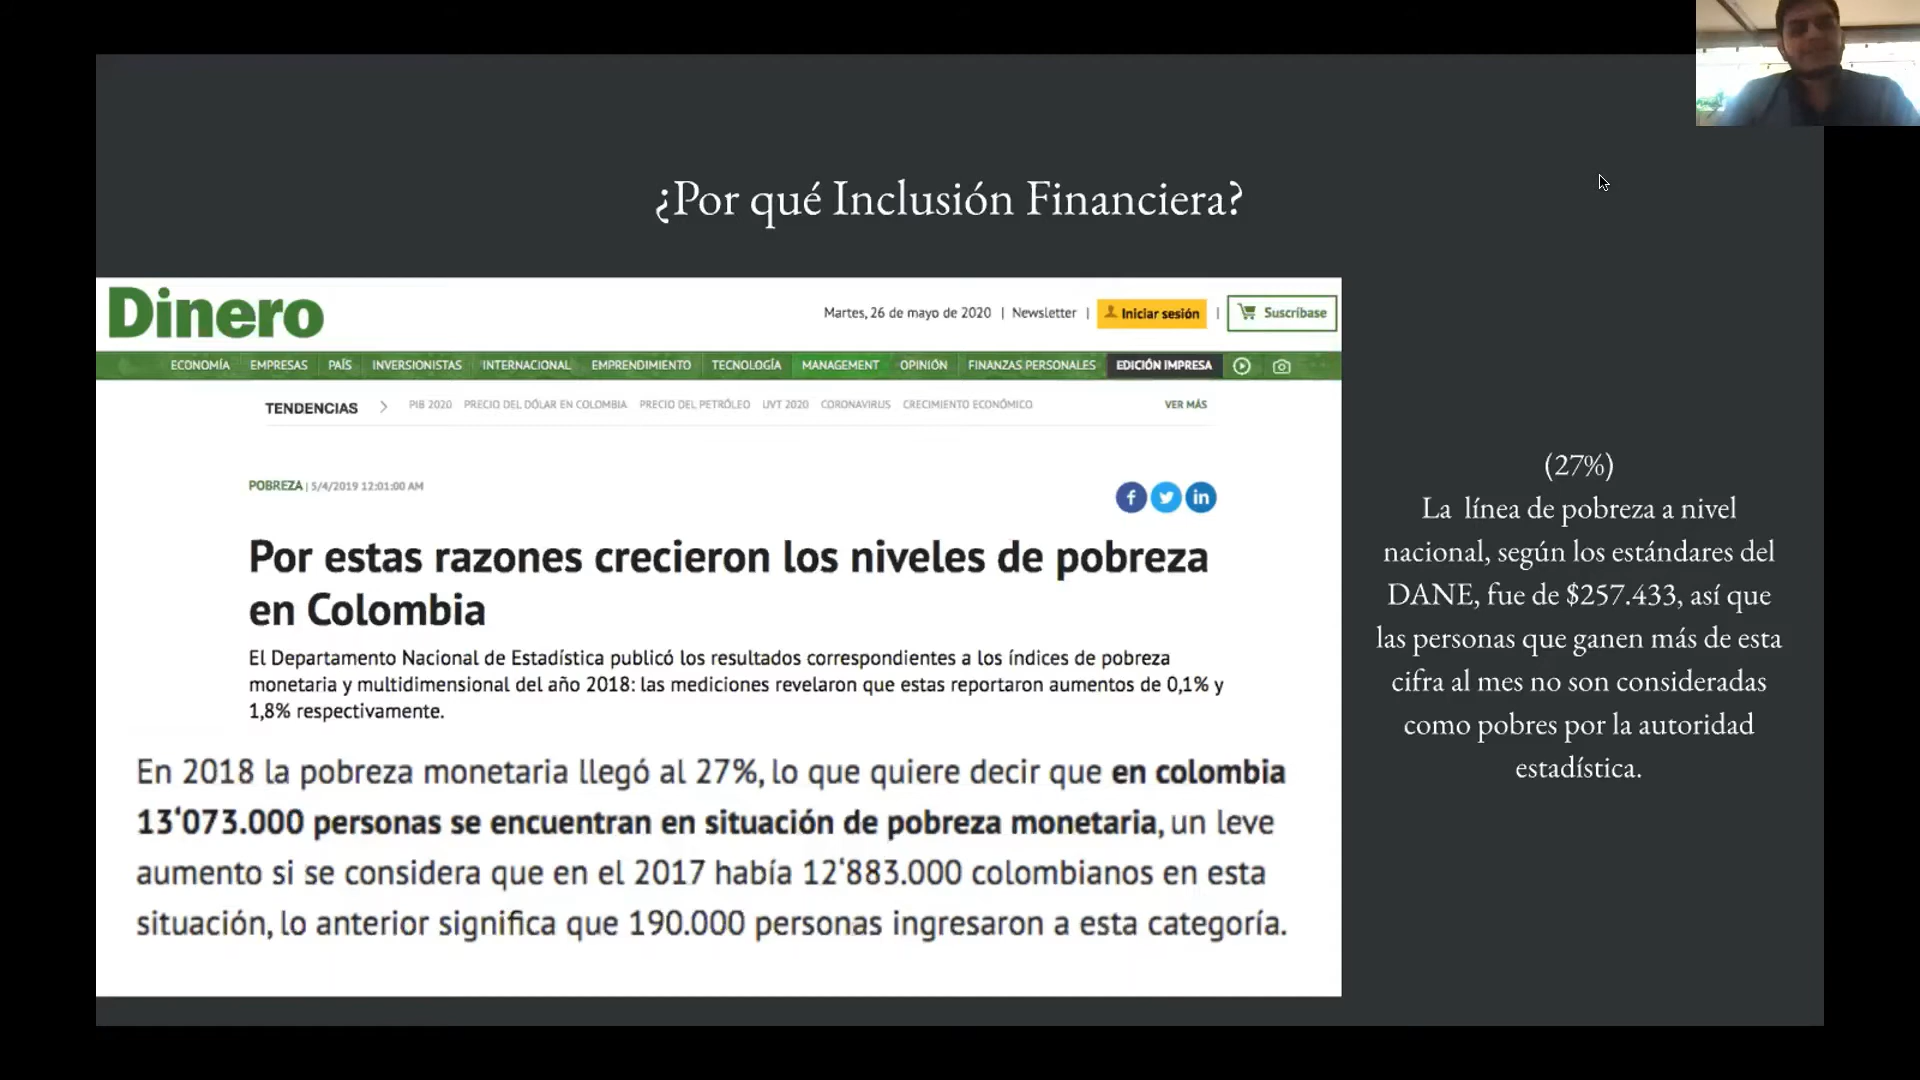 ¿Por qué Inclusión Financiera?
Dinero
Martes, 26 de mayo de 2020 | Newsletter | Iniciar sesión | Suscríbase
ECONOMÍA EMPRESAS PAÍS INVERSIONISTAS INTERNACIONAL EMPRENDIMIENTO TECNOLOGÍA MANAGEMENT OPINIÓN FINANZAS PERSONALES EDICIÓN IMPRESA
TENDENCIAS > PIB 2020 PRECIO DEL DÓLAR EN COLOMBIA PRECIO DEL PETRÓLEO UVT 2020 CORONAVIRUS CRECIMIENTO ECONÓMICO VER MÁS
POBREZA | 5/4/2019 12:01:00 AM
f in
Por estas razones crecieron los niveles de pobreza
en Colombia
El Departamento Nacional de Estadística publicó los resultados correspondientes a los índices de pobreza
monetaria y multidimensional del año 2018: las mediciones revelaron que estas reportaron aumentos de 0,1% y
1,8% respectivamente.
En 2018 la pobreza monetaria llegó al 27%, lo que quiere decir que en colombia
13‘073.000 personas se encuentran en situación de pobreza monetaria, un leve
aumento si se considera que en el 2017 había 12‘883.000 colombianos en esta
situación, lo anterior significa que 190.000 personas ingresaron a esta categoría.
(27%)
La línea de pobreza a nivel
nacional, según los estándares del
DANE, fue de $257.433, así que
las personas que ganen más de esta
cifra al mes no son consideradas
como pobres por la autoridad
estadística.